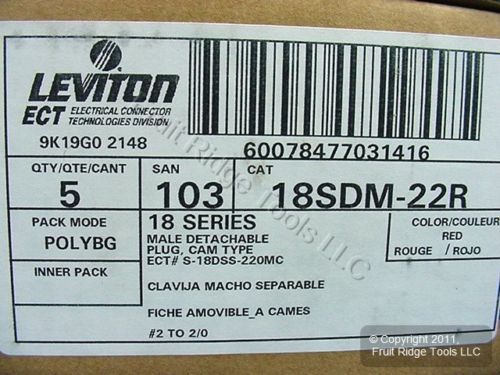 LEVITON
ECT ELECTRICAL CONNECTOR
TECHNOLOGIES DIVISION
9K19G0 2148
60078477031416
QTY/QTE/CANT
5
SAN
103
CAT
18SDM-22R
PACK MODE
POLYBG
INNER PACK
18 SERIES
MALE DETACHABLE
PLUG, CAM TYPE
ECT# S-18DSS-220MC
CLAVIJA MACHO SEPARABLE
FICHE AMOVIBLE_A CAMES
#2 TO 2/0
COLOR/COULEUR
RED
ROUGE / ROJO
Fruit Ridge Tools LLC
© Copyright 2011,
Fruit Ridge Tools LLC